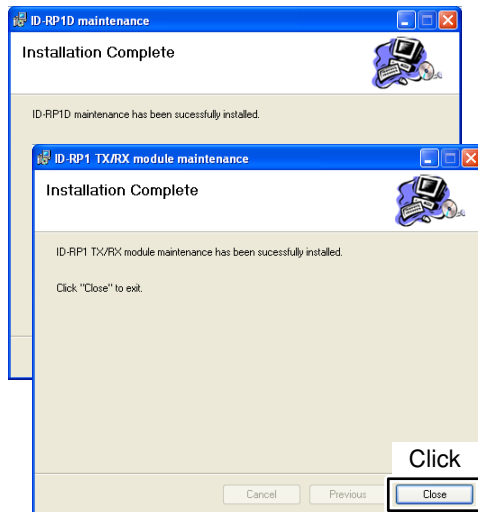 ID-RP1D maintenance
Installation Complete
ID-RP1D maintenance has been sucessfully installed.
ID-RP1 TX/RX module maintenance
Installation Complete
ID-RP1 TX/RX module maintenance has been sucessfully installed.
Click "Close" to exit.
Click
Cancel
Previous
Close